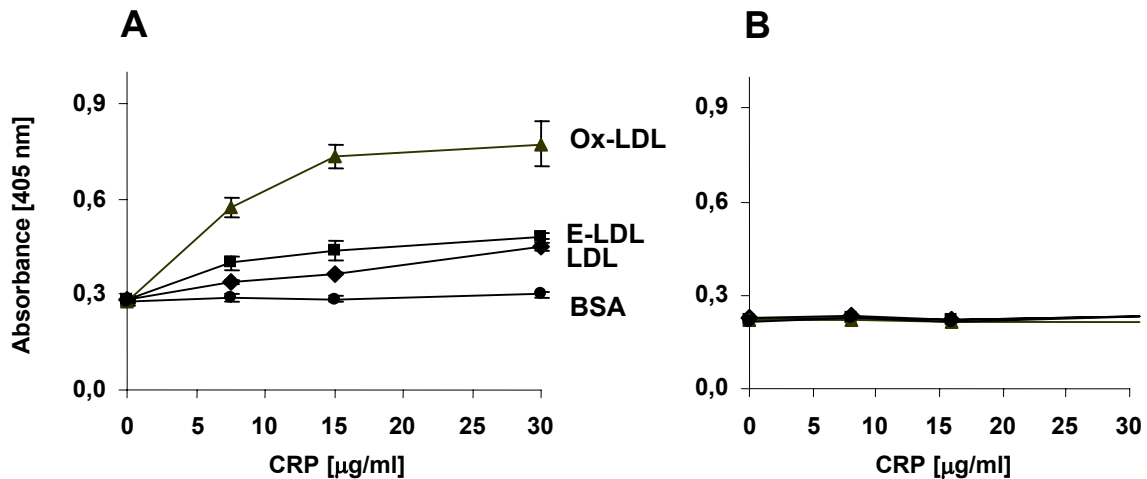 A
B
Absorbance [405 nm]
0,9
0,6
0,3
0,0
0 5 10 15 20 25 30
CRP [μg/ml]
Ox-LDL
E-LDL
LDL
BSA
0,9
0,6
0,3
0,0
0 5 10 15 20 25 30
CRP [μg/ml]